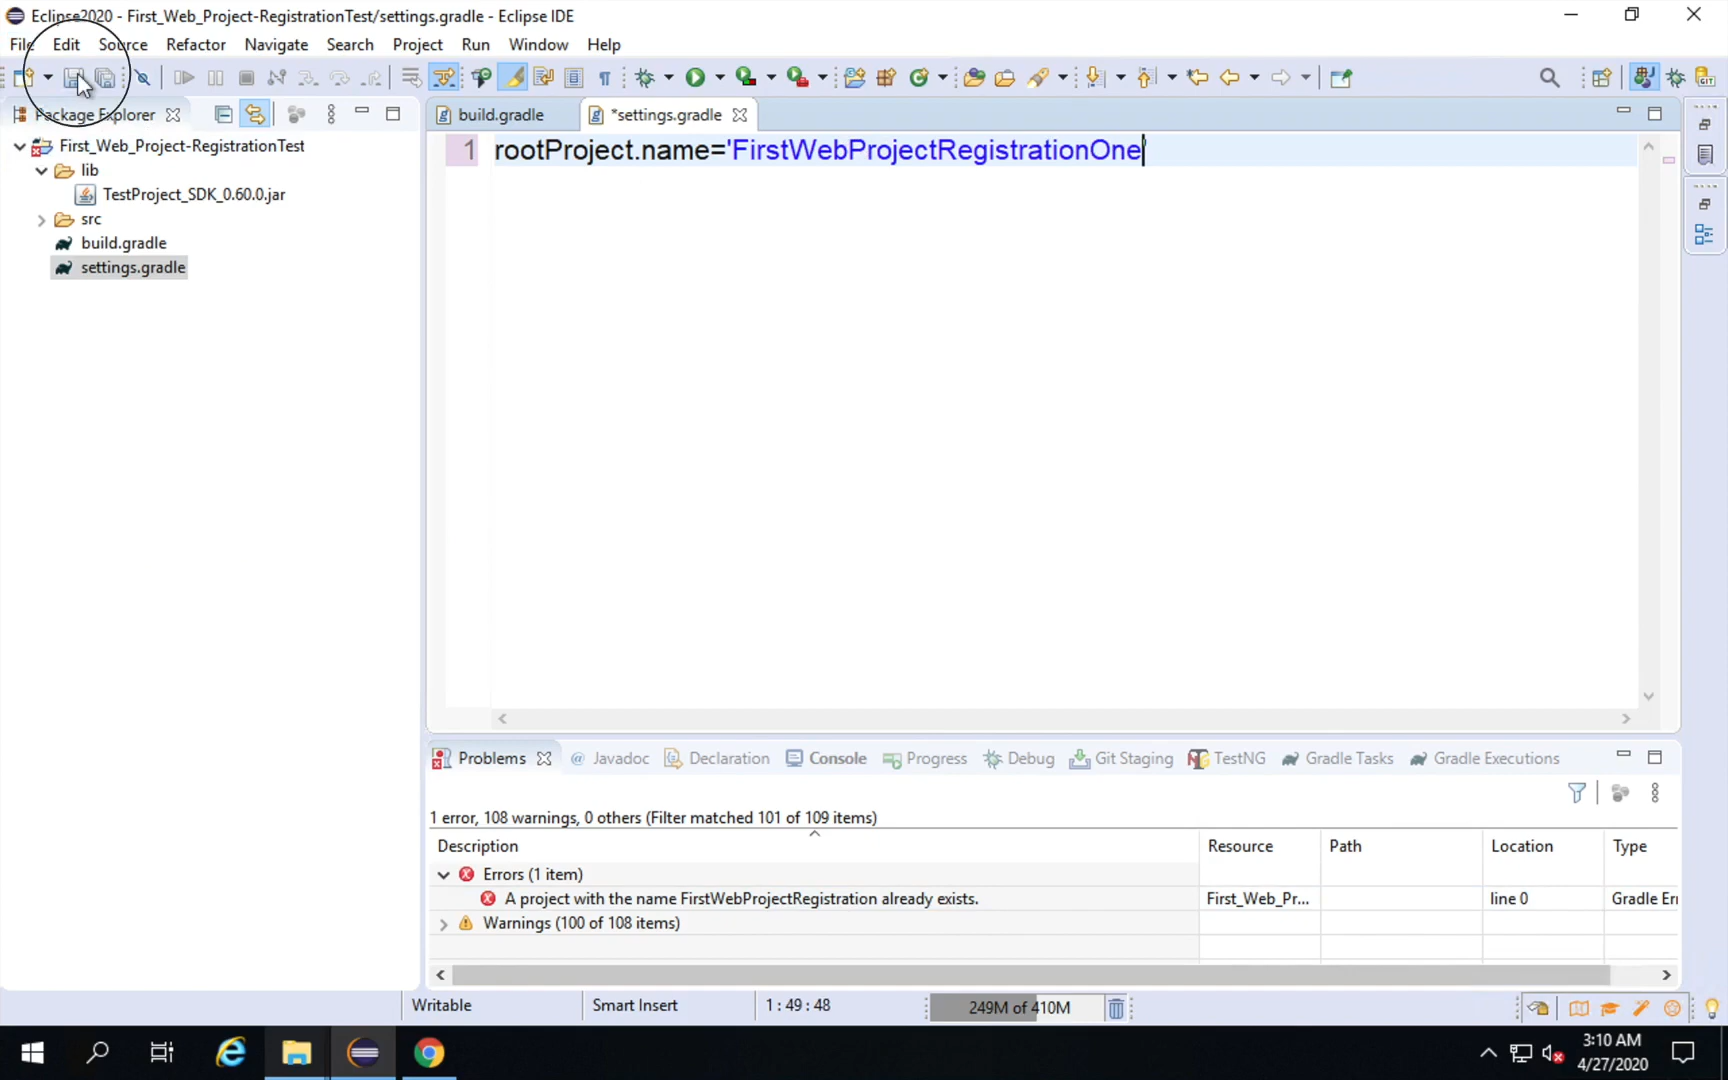 Eclipse2020 - First_Web_Project-RegistrationTest/settings.gradle - Eclipse IDE
File Edit Source Refactor Navigate Search Project Run Window Help
Package Explorer
build.gradle
*settings.gradle
First_Web_Project-RegistrationTest
lib
TestProject_SDK_0.60.0.jar
src
build.gradle
settings.gradle
1 rootProject.name='FirstWebProjectRegistrationOne'
Problems @ Javadoc Declaration Console Progress Debug Git Staging TestNG Gradle Tasks Gradle Executions
1 error, 108 warnings, 0 others (Filter matched 101 of 109 items)
Description Resource Path Location Type
Errors (1 item)
A project with the name FirstWebProjectRegistration already exists. First_Web_Pr... line 0 Gradle Err
Warnings (100 of 108 items)
Writable Smart Insert 1 : 49 : 48 249M of 410M
3:10 AM
4/27/2020